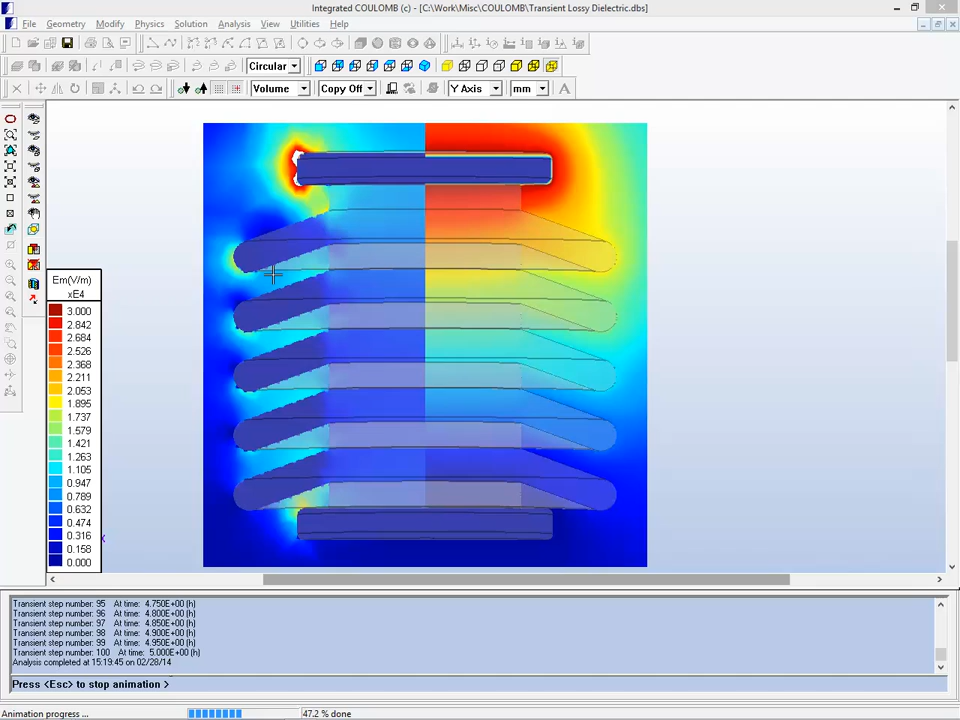 Integrated COULOMB (c) - [C:\Work\Misc\COULOMB\Transient Lossy Dielectric.dbs]
File Geometry Modify Physics Solution Analysis View Utilities Help
Circular
Volume Copy Off Y Axis mm
Em(V/m)
xE4
3.000
2.842
2.684
2.526
2.368
2.211
2.053
1.895
1.737
1.579
1.421
1.263
1.105
0.947
0.789
0.632
0.474
0.316
0.158
0.000
X
Transient step number: 95 At time: 4.750E+00 (h)
Transient step number: 96 At time: 4.800E+00 (h)
Transient step number: 97 At time: 4.850E+00 (h)
Transient step number: 98 At time: 4.900E+00 (h)
Transient step number: 99 At time: 4.950E+00 (h)
Transient step number: 100 At time: 5.000E+00 (h)
Analysis completed at 15:19:45 on 02/28/14
Press <Esc> to stop animation >
Animation progress ... 47.2 % done